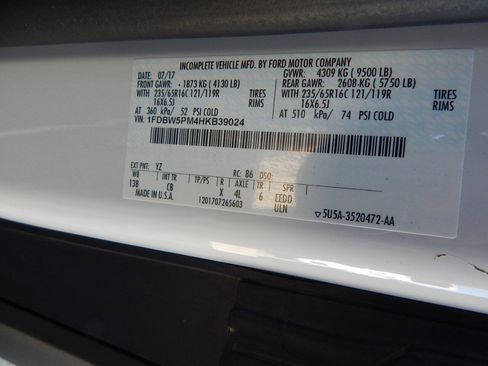 INCOMPLETE VEHICLE MFD. BY FORD MOTOR COMPANY
DATE: 07/17 GVWR: 4309 KG ( 9500 LB)
FRONT GAWR: 1873 KG ( 4130 LB) REAR GAWR: 2608 KG ( 5750 LB)
WITH 235/65R16C 121/119R TIRES WITH 235/65R16C 121/119R TIRES
16X6.5J RIMS 16X6.5J RIMS
AT 360 kPa/ 52 PSI COLD AT 510 kPa/ 74 PSI COLD
VIN: 1FDBW5PM4HKB39024
EXT PNT: YZ RC: 86 DSO:
WB INT TR TP/PS R AXLE TR SPR
138 CB X 4L 6 CEDD
MADE IN U.S.A. 1201707265603 ULN ▽5U5A-3520472-AA